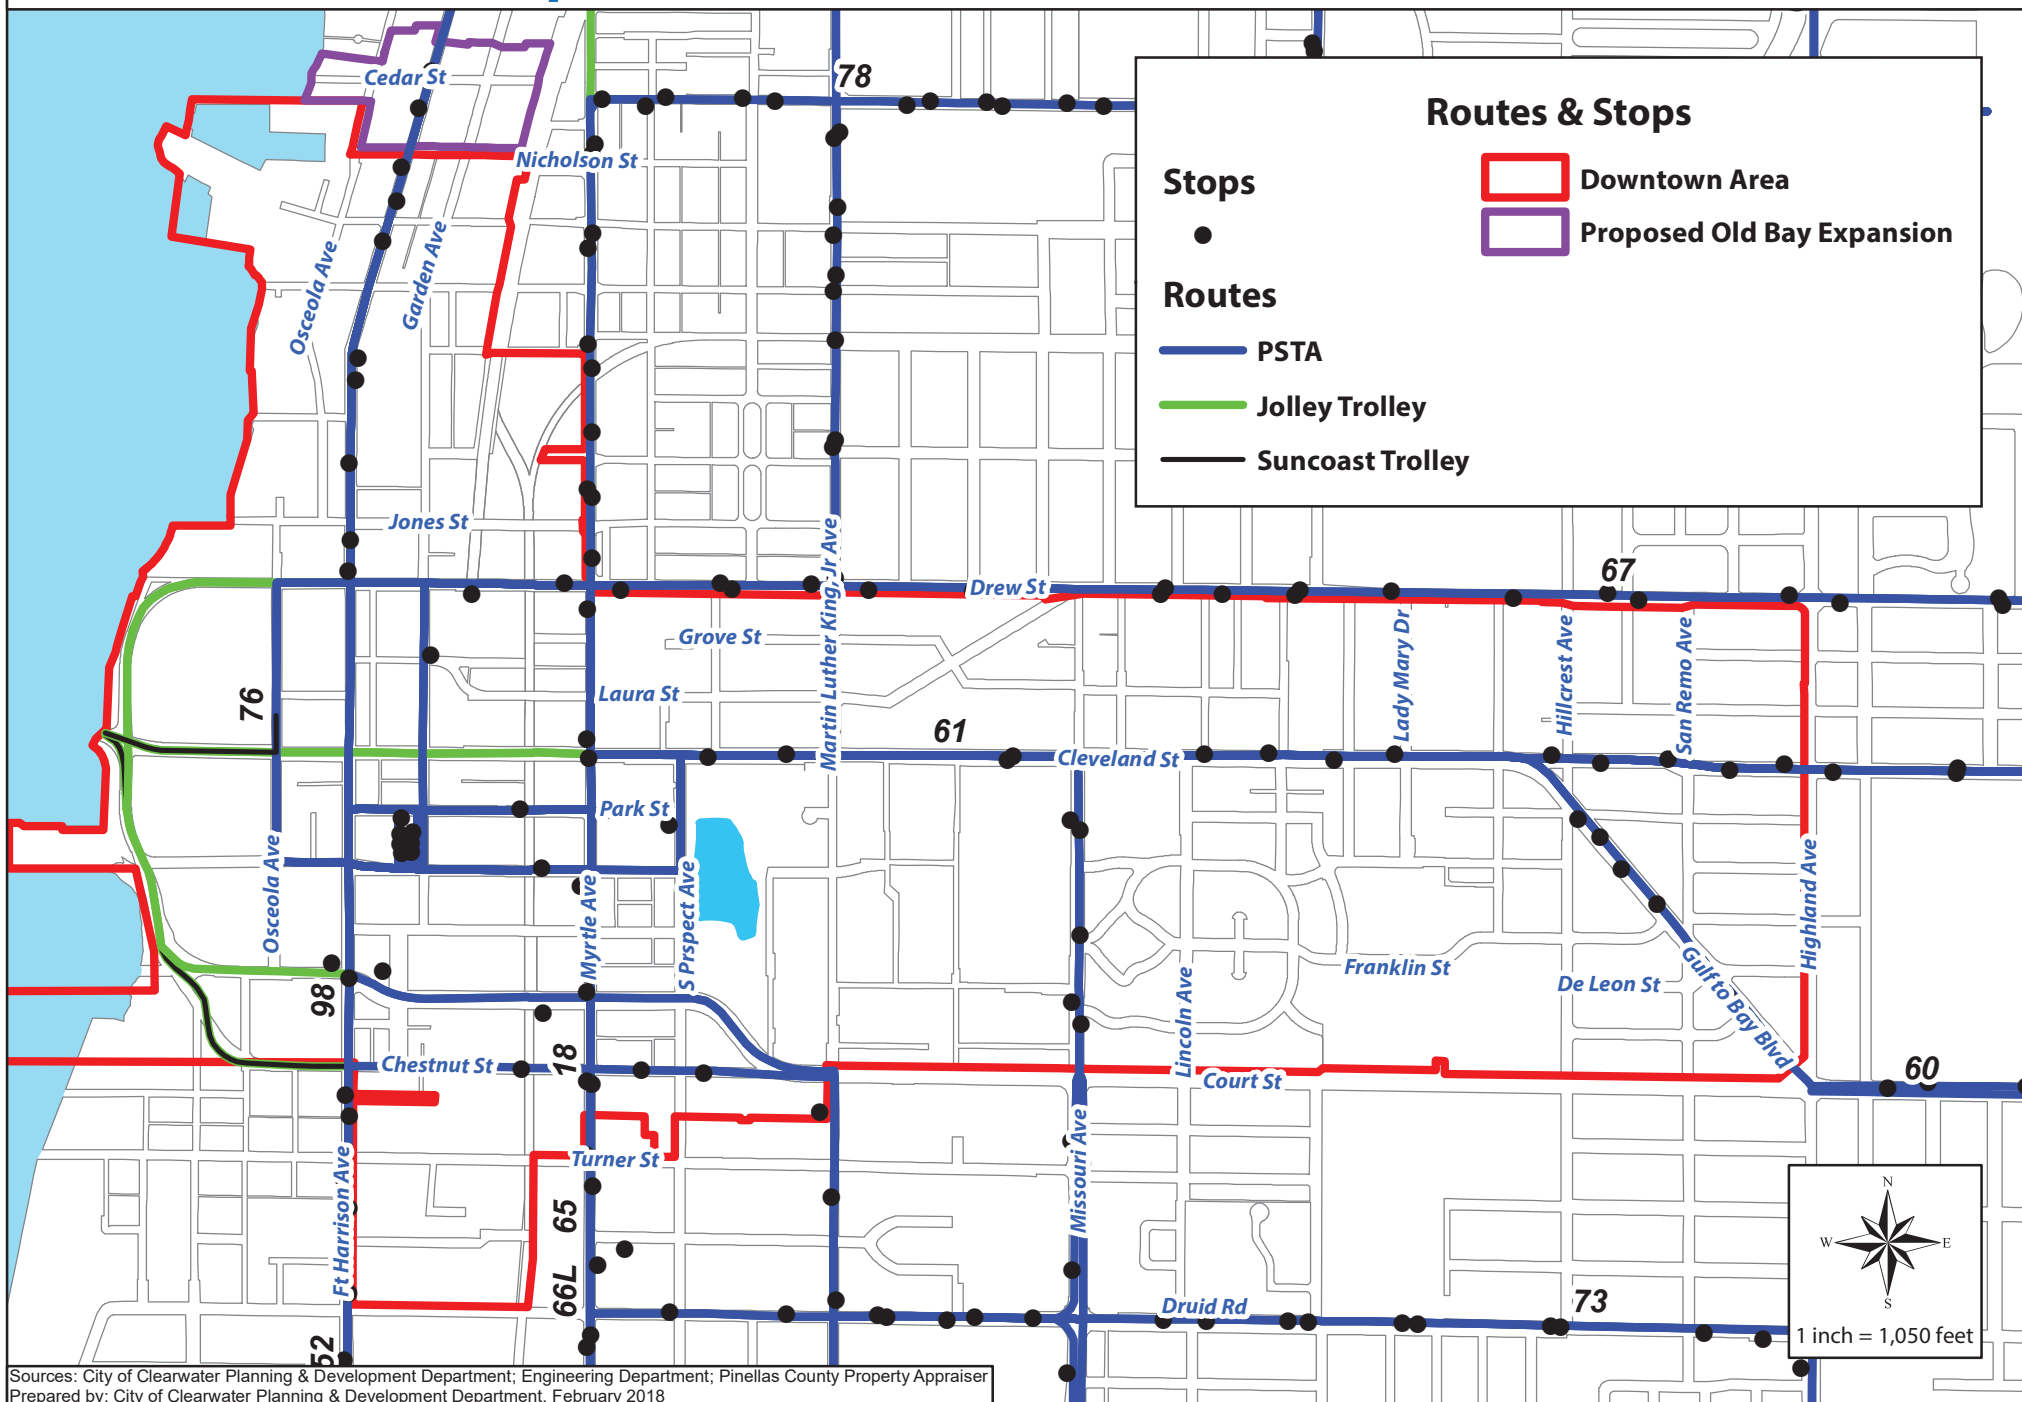 Cedar St
78
Routes & Stops
Stops
Downtown Area
Proposed Old Bay Expansion
Routes
PSTA
Jolley Trolley
Suncoast Trolley
Nicholson St
Osceola Ave
Garden Ave
Jones St
Martin Luther King, Jr Ave
Drew St
67
Grove St
Laura St
76
61
Cleveland St
Lady Mary Dr
Hillcrest Ave
San Remo Ave
Park St
Osceola Ave
Myrtle Ave
S Prspect Ave
Highland Ave
Franklin St
De Leon St
Gulf to Bay Blvd
Lincoln Ave
98
18
Chestnut St
Court St
60
Missouri Ave
Turner St
Ft Harrison Ave
65
66L
Druid Rd
73
52
N
W
E
S
1 inch = 1,050 feet
Sources: City of Clearwater Planning & Development Department; Engineering Department; Pinellas County Property Appraiser
Prepared by: City of Clearwater Planning & Development Department, February 2018